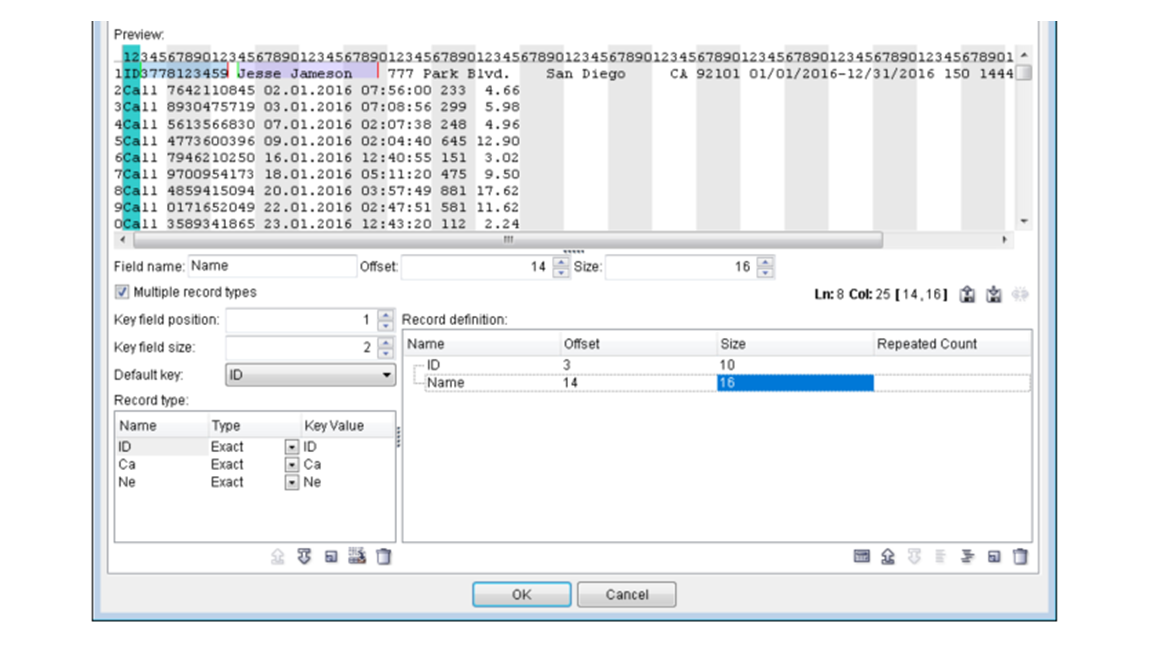 Preview:
12345678901234567890123456789012345678901234567890123456789012345678901234567890123456789012345678901
1ID3778123459 Jesse Jameson    777 Park Blvd.    San Diego     CA 92101 01/01/2016-12/31/2016 150 1444
2Call 7642110845 02.01.2016 07:56:00 233  4.66
3Call 8930475719 03.01.2016 07:08:56 299  5.98
4Call 5613566830 07.01.2016 02:07:38 248  4.96
5Call 4773600396 09.01.2016 02:04:40 645 12.90
6Call 7946210250 16.01.2016 12:40:55 151  3.02
7Call 9700954173 18.01.2016 05:11:20 475  9.50
8Call 4859415094 20.01.2016 03:57:49 881 17.62
9Call 0171652049 22.01.2016 02:47:51 581 11.62
0Call 3589341865 23.01.2016 12:43:20 112  2.24
Field name: Name Offset: 14 Size: 16
Multiple record types
Ln: 8 Col: 25 [14,16]
Key field position: 1
Record definition:
Key field size: 2
Name Offset Size Repeated Count
ID 3 10
Default key: ID
Name 14 16
Record type:
Name Type Key Value
ID Exact ID
Ca Exact Ca
Ne Exact Ne
OK Cancel